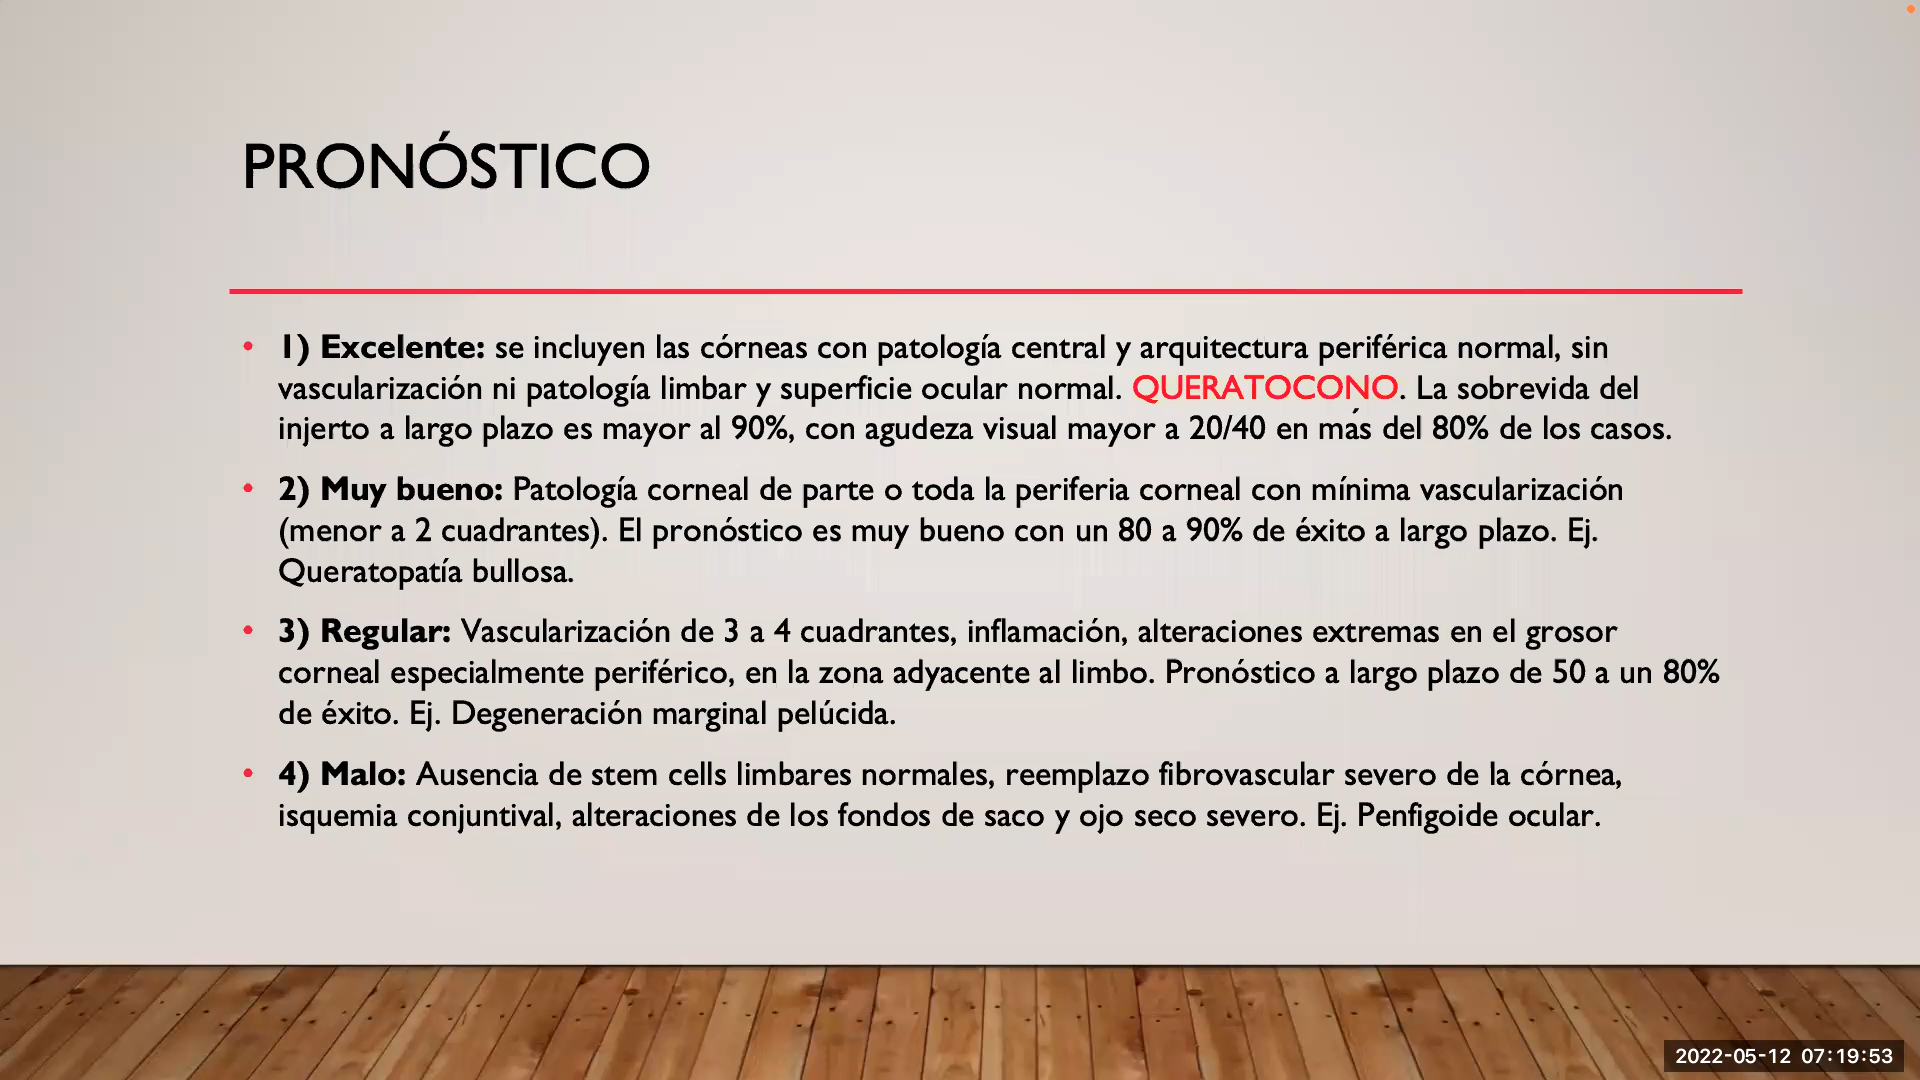 PRONÓSTICO
• 1) Excelente: se incluyen las córneas con patología central y arquitectura periférica normal, sin
vascularización ni patología limbar y superficie ocular normal. QUERATOCONO. La sobrevida del
injerto a largo plazo es mayor al 90%, con agudeza visual mayor a 20/40 en más del 80% de los casos.
• 2) Muy bueno: Patología corneal de parte o toda la periferia corneal con mínima vascularización
(menor a 2 cuadrantes). El pronóstico es muy bueno con un 80 a 90% de éxito a largo plazo. Ej.
Queratopatía bullosa.
• 3) Regular: Vascularización de 3 a 4 cuadrantes, inflamación, alteraciones extremas en el grosor
corneal especialmente periférico, en la zona adyacente al limbo. Pronóstico a largo plazo de 50 a un 80%
de éxito. Ej. Degeneración marginal pelúcida.
• 4) Malo: Ausencia de stem cells limbares normales, reemplazo fibrovascular severo de la córnea,
isquemia conjuntival, alteraciones de los fondos de saco y ojo seco severo. Ej. Penfigoide ocular.
2022-05-12 07:19:53